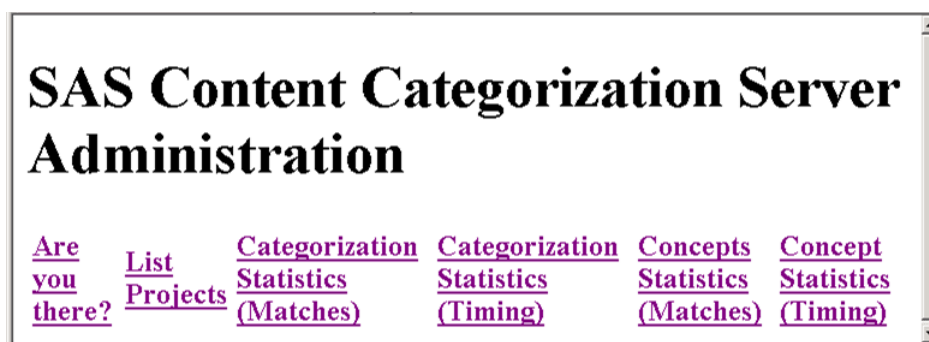 SAS Content Categorization Server
Administration
Are
you
there?
List
Projects
Categorization
Statistics
(Matches)
Categorization
Statistics
(Timing)
Concepts
Statistics
(Matches)
Concept
Statistics
(Timing)